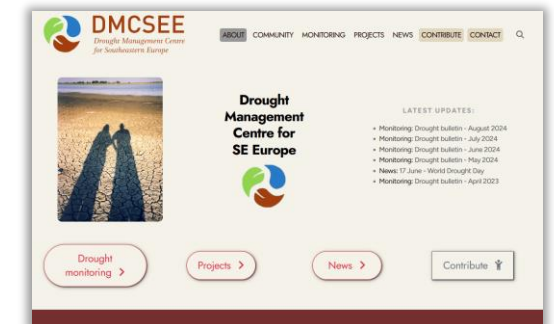 DMCSEE
Drought Management Centre
for Southeastern Europe
ABOUT COMMUNITY MONITORING PROJECTS NEWS CONTRIBUTE CONTACT
Drought
Management
Centre for
SE Europe
LATEST UPDATES:
Monitoring: Drought bulletin - August 2024
Monitoring: Drought bulletin - July 2024
Monitoring: Drought bulletin - June 2024
Monitoring: Drought bulletin - May 2024
News: 17 June - World Drought Day
Monitoring: Drought bulletin - April 2023
Drought
monitoring >
Projects >
News >
Contribute